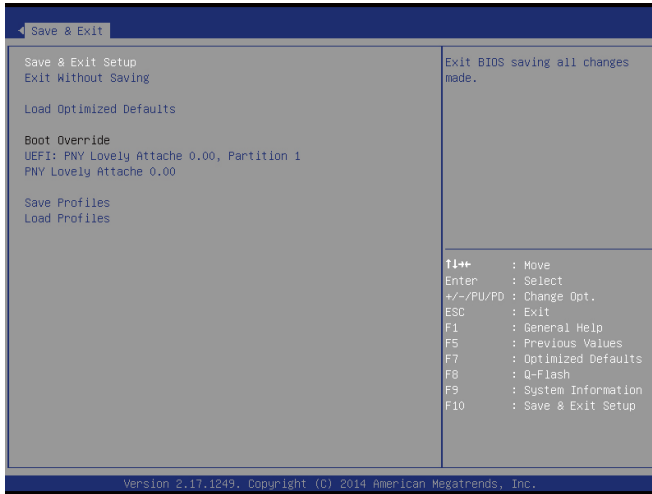 Save & Exit
Save & Exit Setup
Exit Without Saving
Load Optimized Defaults
Boot Override
UEFI: PNY Lovely Attache 0.00, Partition 1
PNY Lovely Attache 0.00
Save Profiles
Load Profiles
Exit BIOS saving all changes
made.
↑↓→← : Move
Enter : Select
+/-/PU/PD : Change Opt.
ESC : Exit
F1 : General Help
F5 : Previous Values
F7 : Optimized Defaults
F8 : Q-Flash
F9 : System Information
F10 : Save & Exit Setup
Version 2.17.1249. Copyright (C) 2014 American Megatrends, Inc.